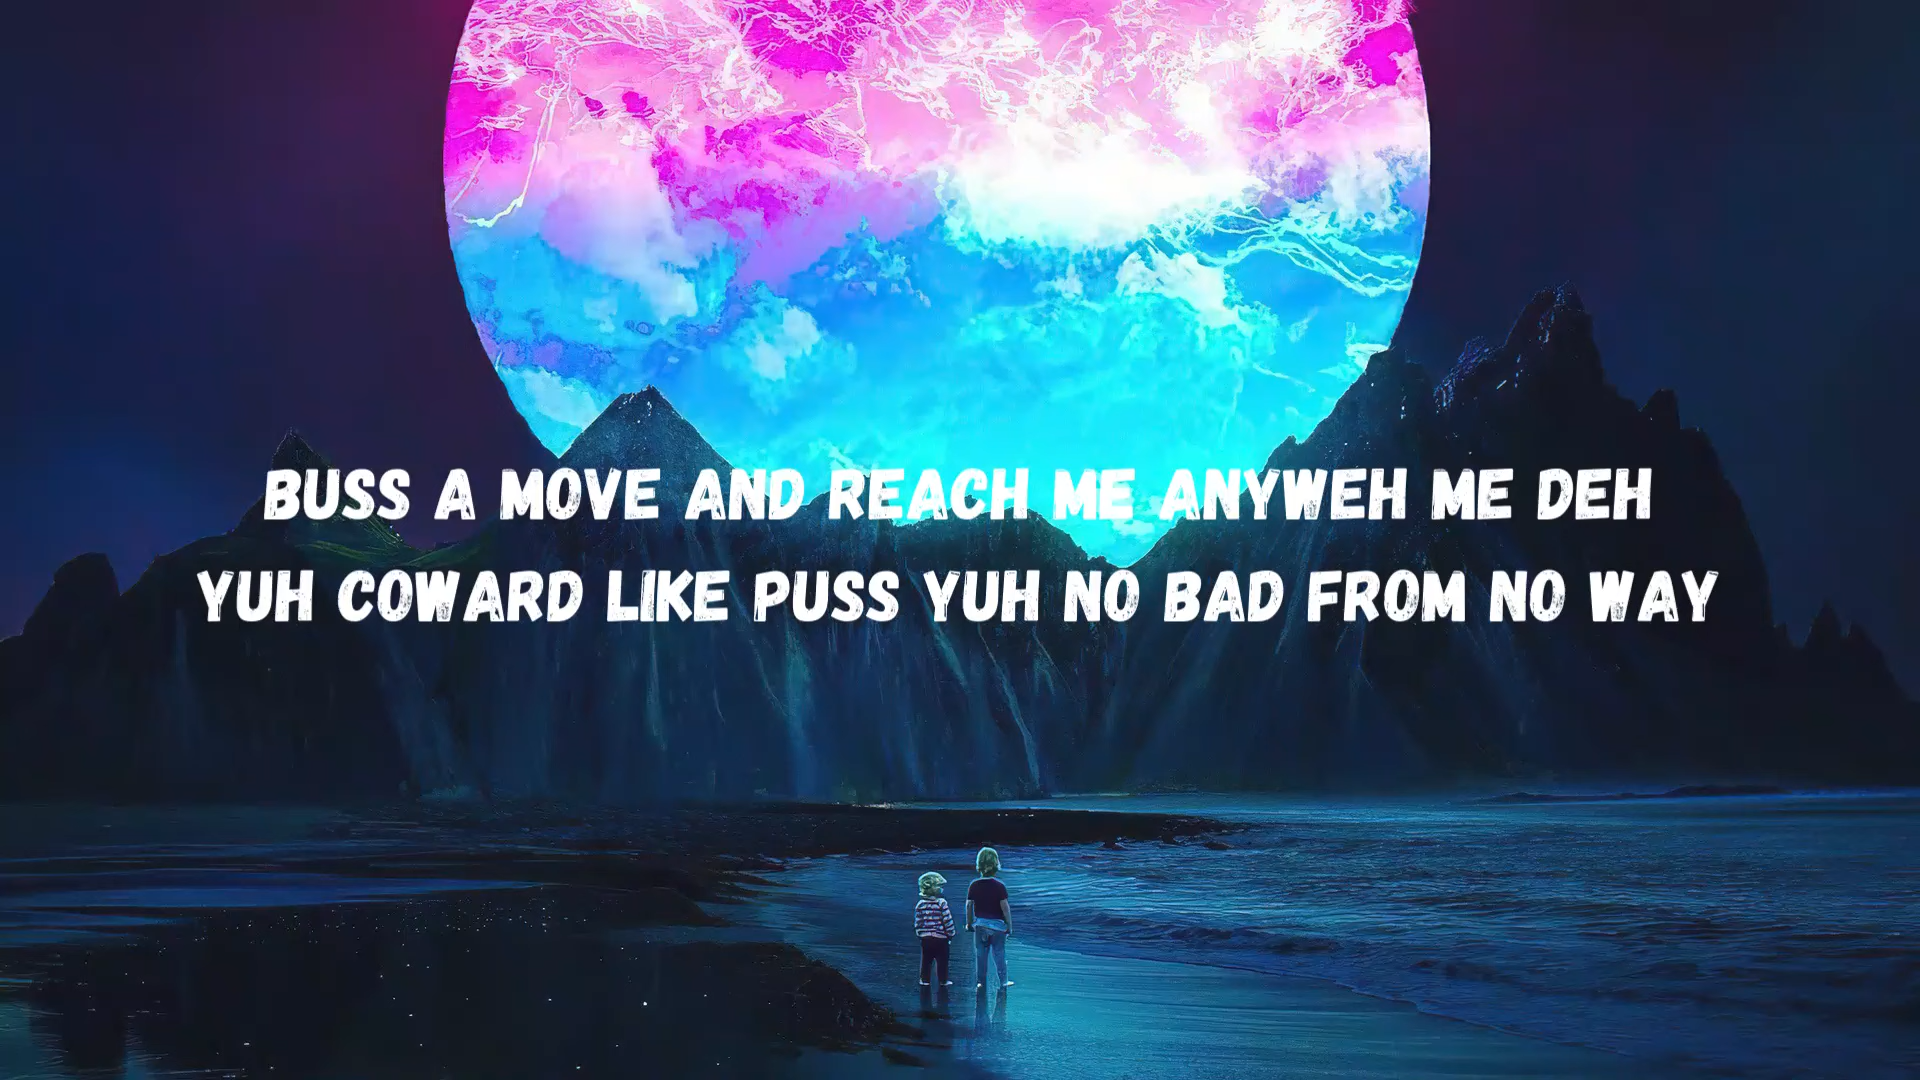 BUSS A MOVE AND REACH ME ANYWEH ME DEH
YUH COWARD LIKE PUSS YUH NO BAD FROM NO WAY